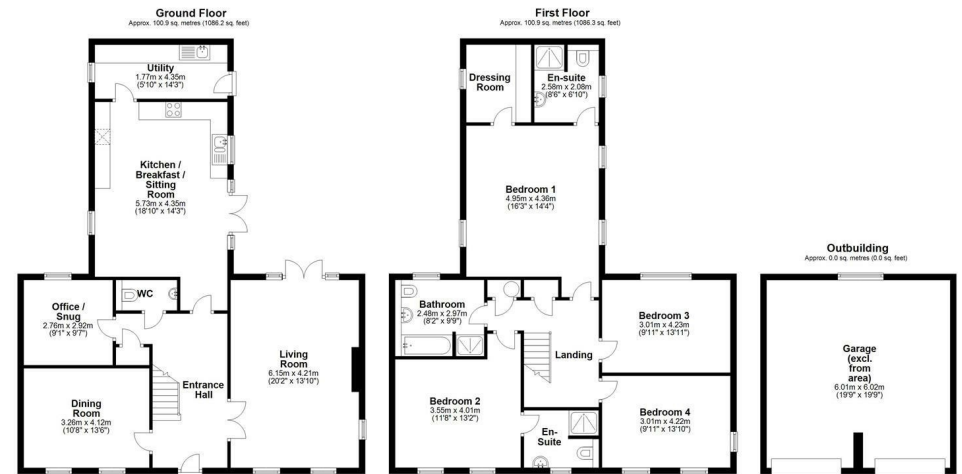 Ground Floor
Approx. 100.9 sq. metres (1086.2 sq. feet)
Utility
1.77m x 4.35m
(5'10" x 14'3")
Kitchen /
Breakfast /
Sitting
Room
5.73m x 4.35m
(18'10" x 14'3")
WC
Office /
Snug
2.76m x 2.92m
(9'1" x 9'7")
Living
Room
6.15m x 4.21m
(20'2" x 13'10")
Entrance
Hall
Dining
Room
3.26m x 4.12m
(10'8" x 13'6")
First Floor
Approx. 100.9 sq. metres (1086.3 sq. feet)
Dressing
Room
En-suite
2.58m x 2.08m
(8'6" x 6'10")
Bedroom 1
4.95m x 4.36m
(16'3" x 14'4")
Bathroom
2.48m x 2.97m
(8'2" x 9'9")
Bedroom 3
3.01m x 4.23m
(9'11" x 13'11")
Landing
Bedroom 2
3.55m x 4.01m
(11'8" x 13'2")
En-
Suite
Bedroom 4
3.01m x 4.22m
(9'11" x 13'10")
Outbuilding
Approx. 0.0 sq. metres (0.0 sq. feet)
Garage
(excl.
from
area)
6.01m x 6.02m
(19'9" x 19'9")